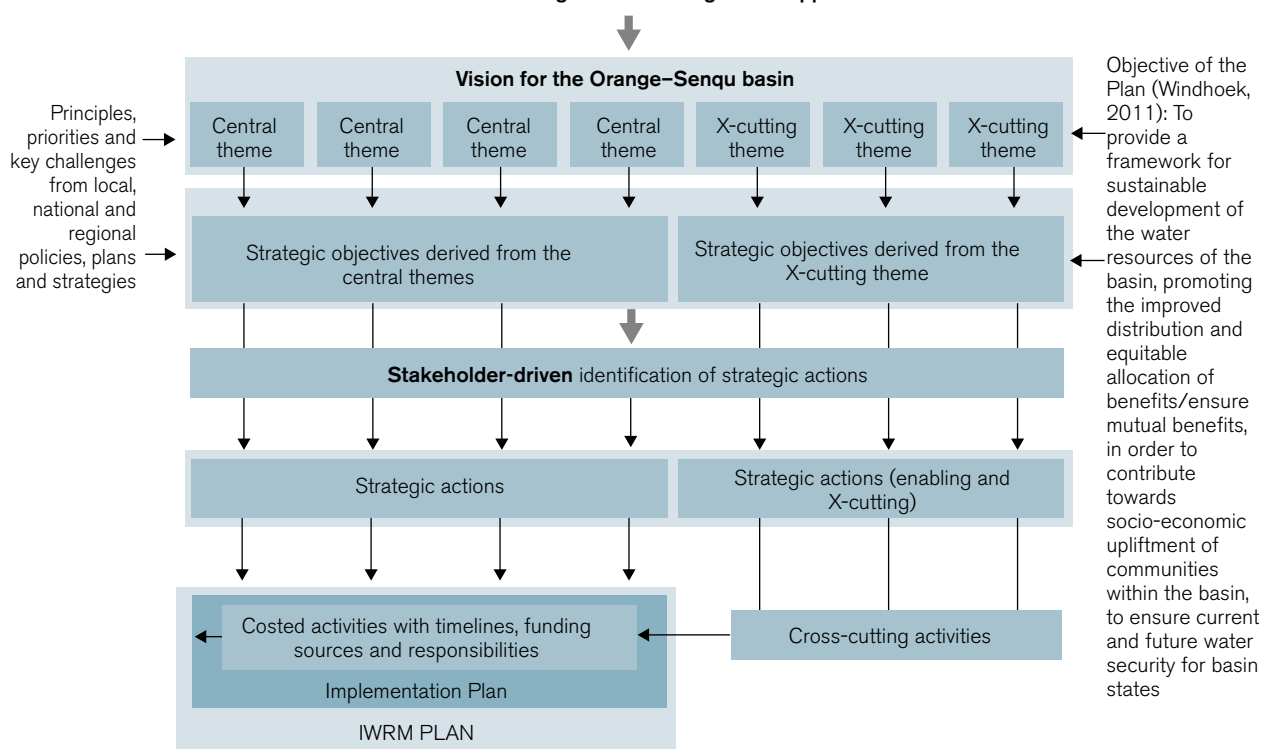 Vision for the Orange–Senqu basin
Principles,
priorities and
key challenges
from local,
national and
regional
policies, plans
and strategies
Central
theme
Central
theme
Central
theme
Central
theme
X-cutting
theme
X-cutting
theme
X-cutting
theme
Objective of the
Plan (Windhoek,
2011): To
provide a
framework for
sustainable
development of
the water
resources of the
basin, promoting
the improved
distribution and
equitable
allocation of
benefits/ensure
mutual benefits,
in order to
contribute
towards
socio-economic
upliftment of
communities
within the basin,
to ensure current
and future water
security for basin
states
Strategic objectives derived from the
central themes
Strategic objectives derived from the
X-cutting theme
Stakeholder-driven identification of strategic actions
Strategic actions
Strategic actions (enabling and
X-cutting)
Costed activities with timelines, funding
sources and responsibilities
Cross-cutting activities
Implementation Plan
IWRM PLAN